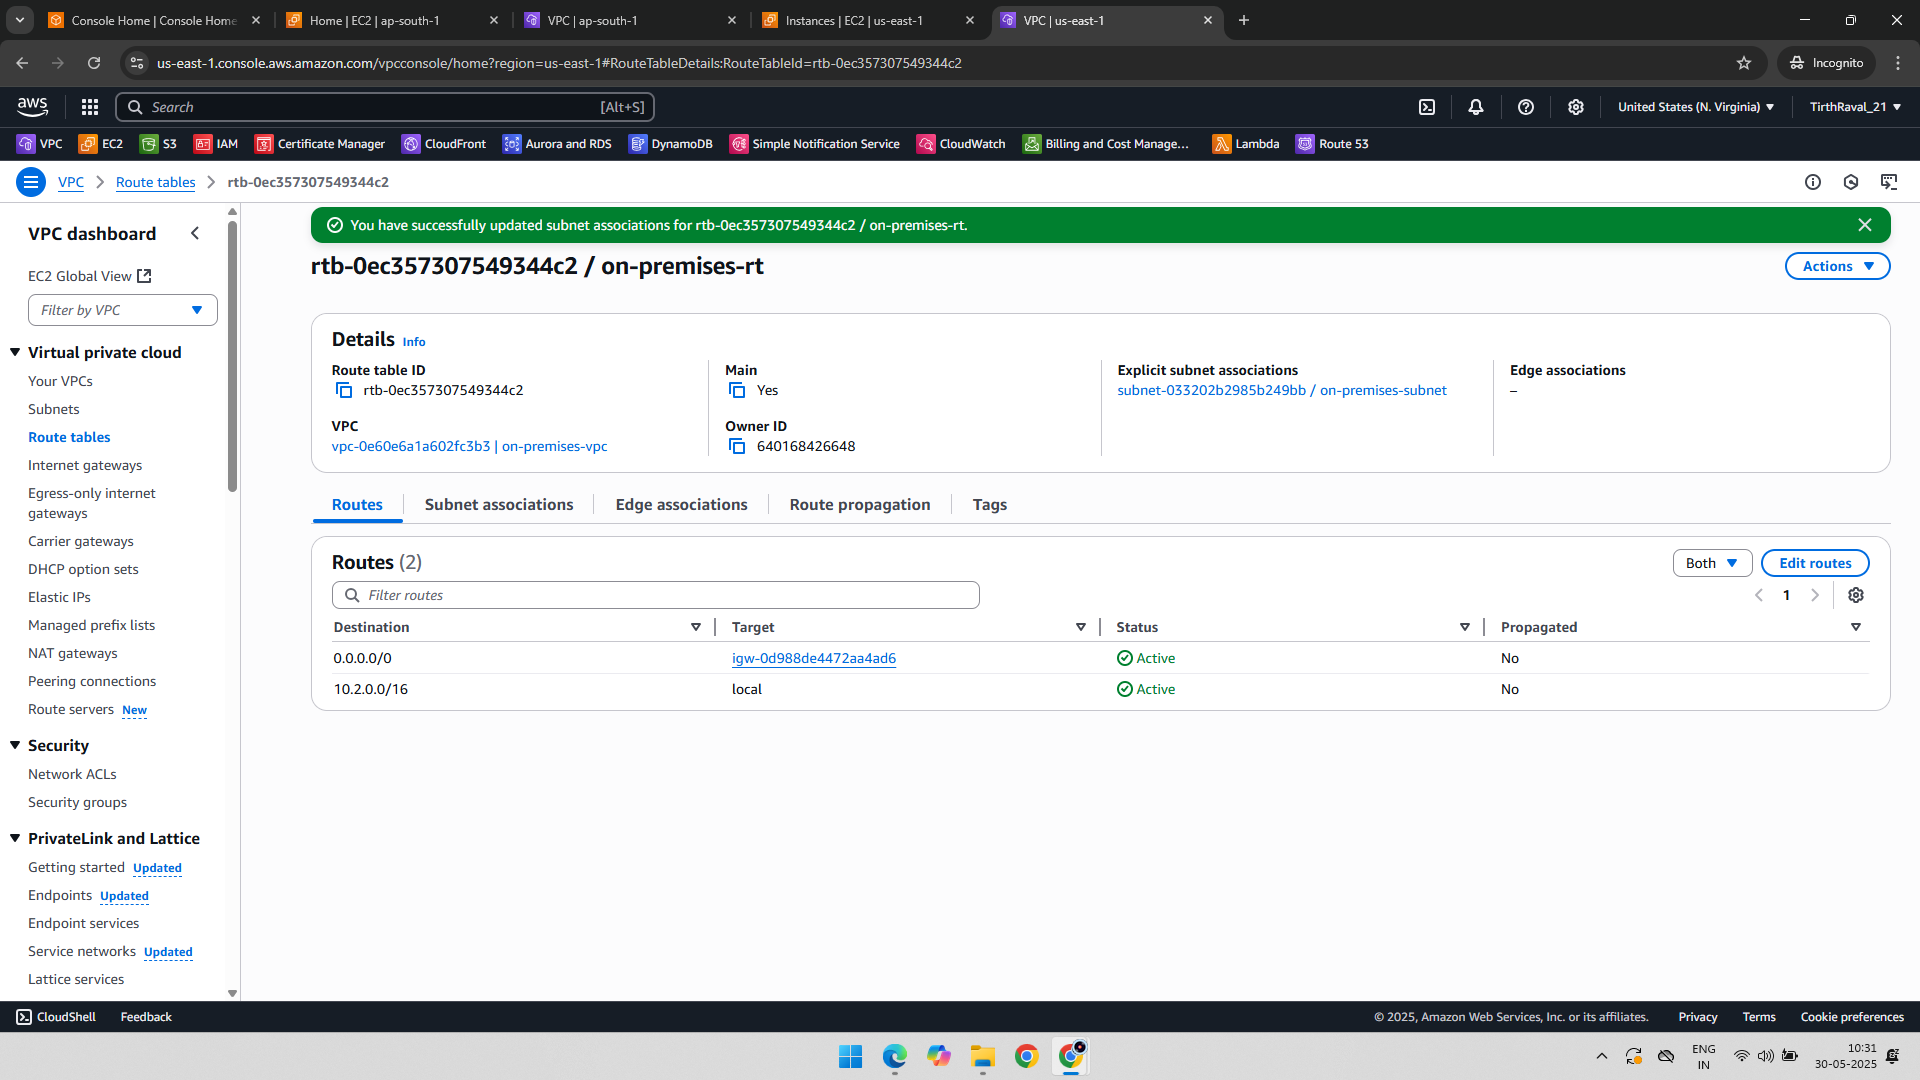 Console Home | Console Home
Home | EC2 | ap-south-1
VPC | ap-south-1
Instances | EC2 | us-east-1
VPC | us-east-1
us-east-1.console.aws.amazon.com/vpcconsole/home?region=us-east-1#RouteTableDetails:RouteTableId=rtb-0ec357307549344c2
Incognito
aws
Search
[Alt+S]
United States (N. Virginia)
TirthRaval_21
VPC
EC2
S3
IAM
Certificate Manager
CloudFront
Aurora and RDS
DynamoDB
Simple Notification Service
CloudWatch
Billing and Cost Manage...
Lambda
Route 53
VPC
Route tables
rtb-0ec357307549344c2
VPC dashboard
EC2 Global View
Filter by VPC
Virtual private cloud
Your VPCs
Subnets
Route tables
Internet gateways
Egress-only internet
gateways
Carrier gateways
DHCP option sets
Elastic IPs
Managed prefix lists
NAT gateways
Peering connections
Route servers New
Security
Network ACLs
Security groups
PrivateLink and Lattice
Getting started Updated
Endpoints Updated
Endpoint services
Service networks Updated
Lattice services
You have successfully updated subnet associations for rtb-0ec357307549344c2 / on-premises-rt.
rtb-0ec357307549344c2 / on-premises-rt
Actions
Details Info
Route table ID
rtb-0ec357307549344c2
Main
Yes
Explicit subnet associations
subnet-033202b2985b249bb / on-premises-subnet
Edge associations
–
VPC
vpc-0e60e6a1a602fc3b3 | on-premises-vpc
Owner ID
640168426648
Routes
Subnet associations
Edge associations
Route propagation
Tags
Routes (2)
Both
Edit routes
Filter routes
1
Destination Target Status Propagated
0.0.0.0/0 igw-0d988de4472aa4ad6 Active No
10.2.0.0/16 local Active No
CloudShell
Feedback
© 2025, Amazon Web Services, Inc. or its affiliates.
Privacy
Terms
Cookie preferences
ENG
IN
10:31
30-05-2025